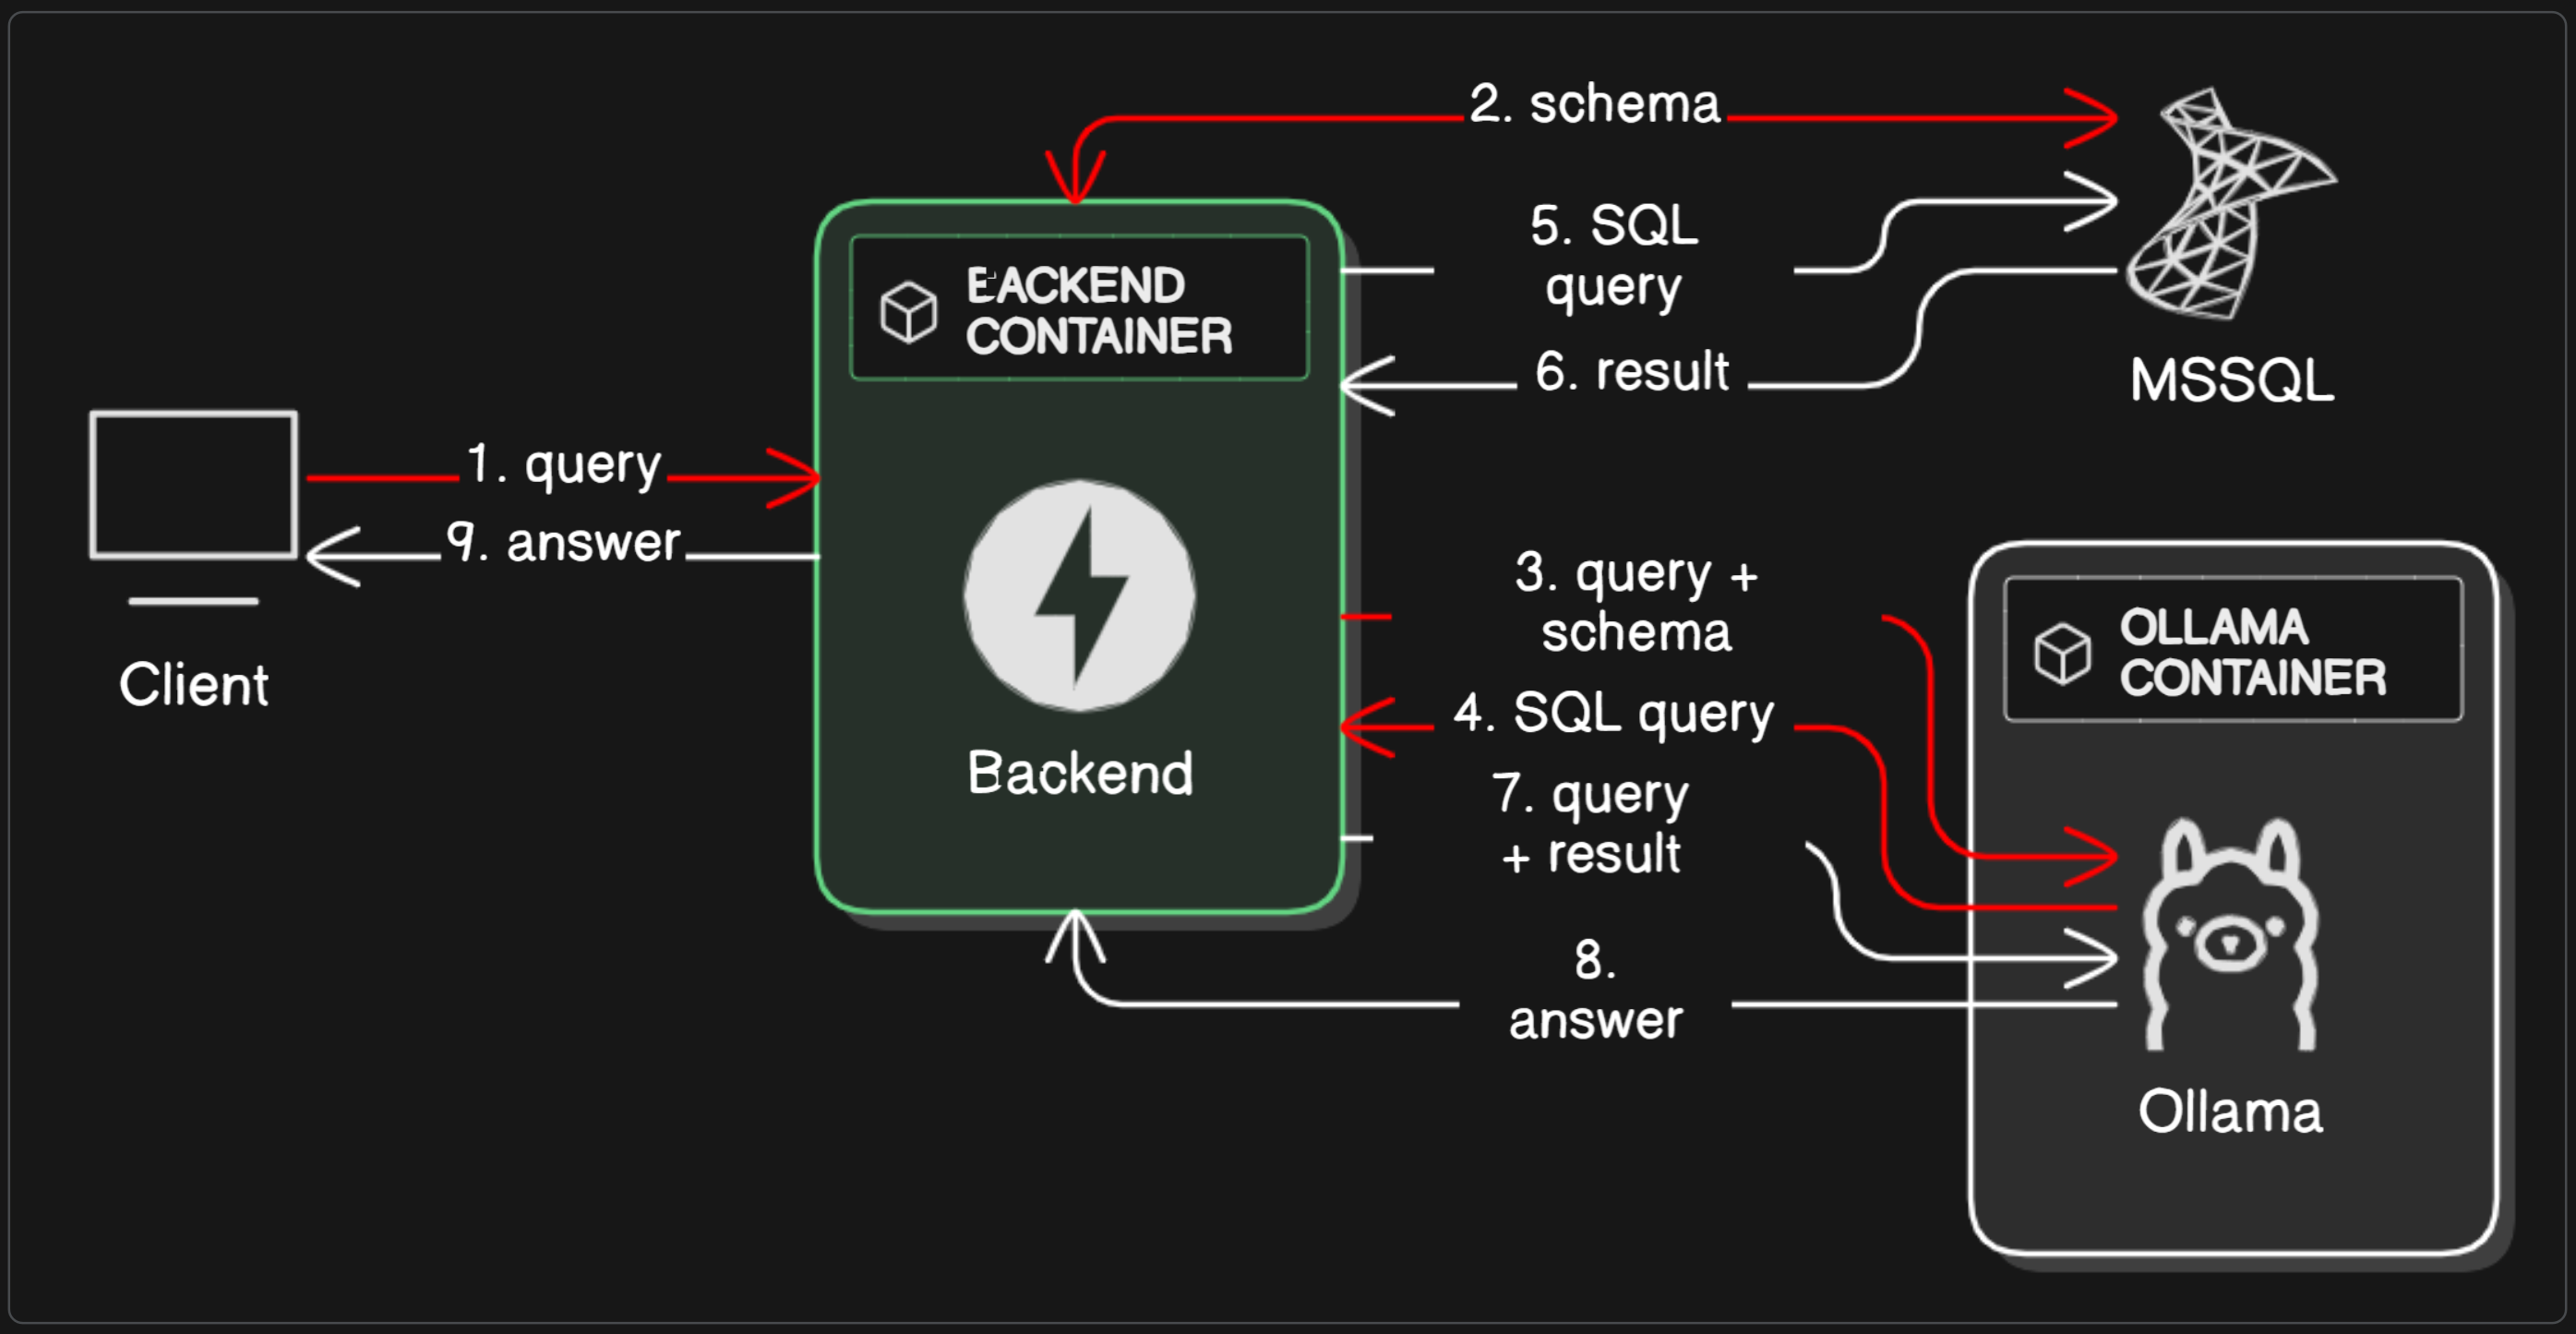 2. schema
5. SQL
query
6. result
MSSQL
BACKEND
CONTAINER
1. query
9. answer
Client
Backend
3. query +
schema
4. SQL query
7. query
+ result
8.
answer
OLLAMA
CONTAINER
Ollama